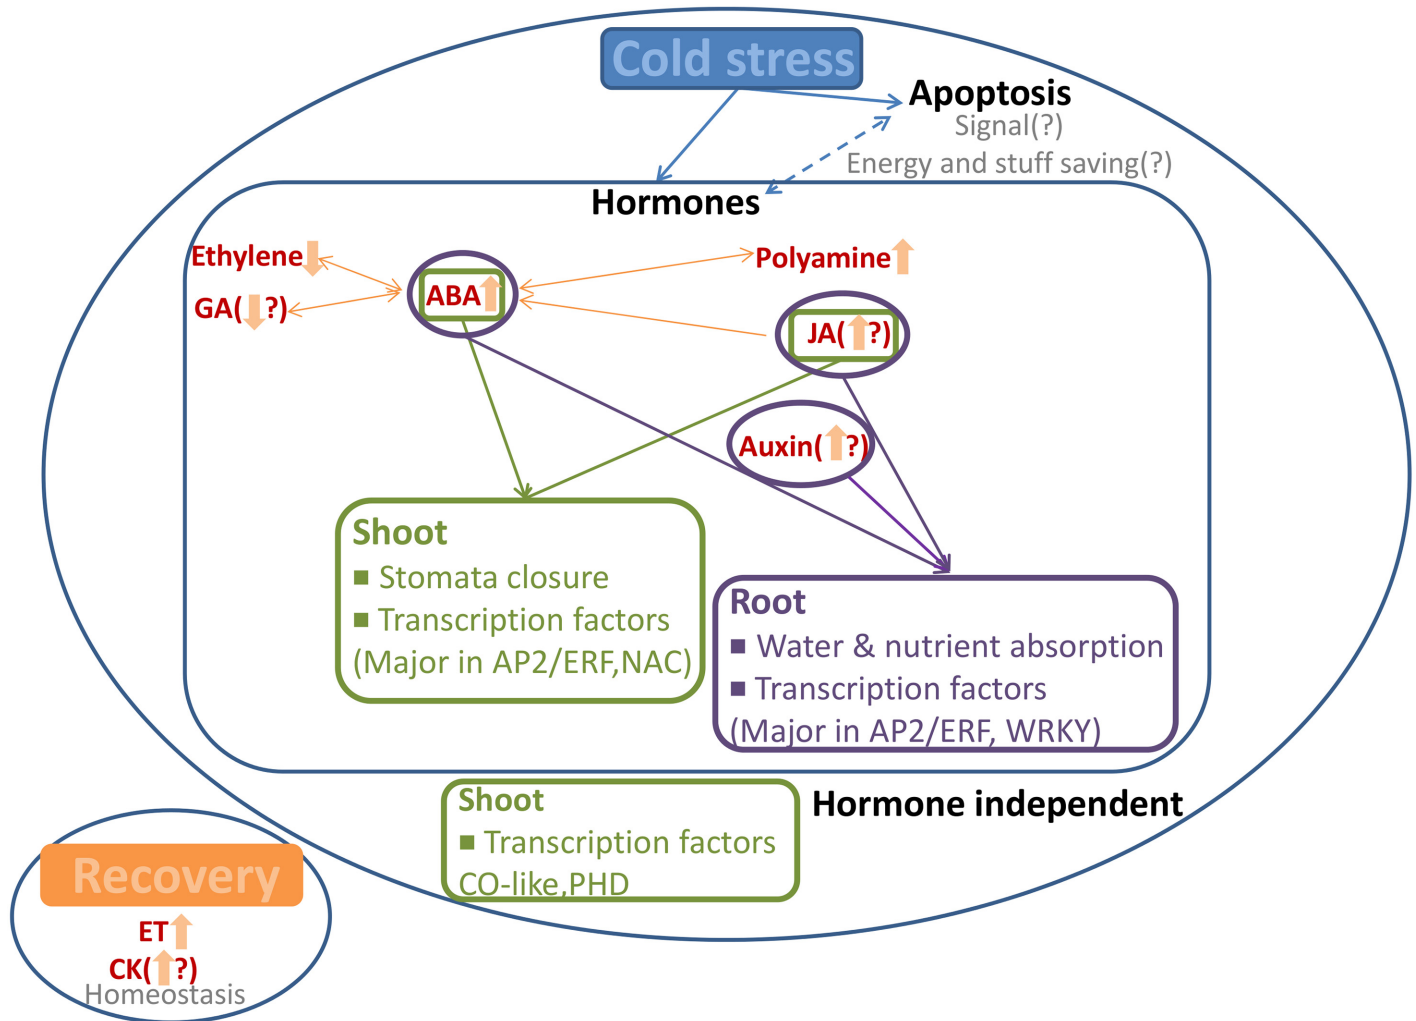 Cold stress
Apoptosis
Signal(?)
Energy and stuff saving(?)
Hormones
Ethylene
Polyamine
GA( ?)
ABA
JA( ?)
Auxin( ?)
Shoot
■ Stomata closure
■ Transcription factors
(Major in AP2/ERF,NAC)
Root
■ Water & nutrient absorption
■ Transcription factors
(Major in AP2/ERF, WRKY)
Shoot
■ Transcription factors
CO-like,PHD
Hormone independent
Recovery
ET
CK( ?)
Homeostasis